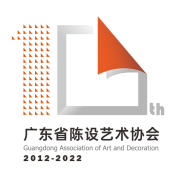 10th
广东省陈设艺术协会
Guangdong Association of Art and Decoration
2012-2022